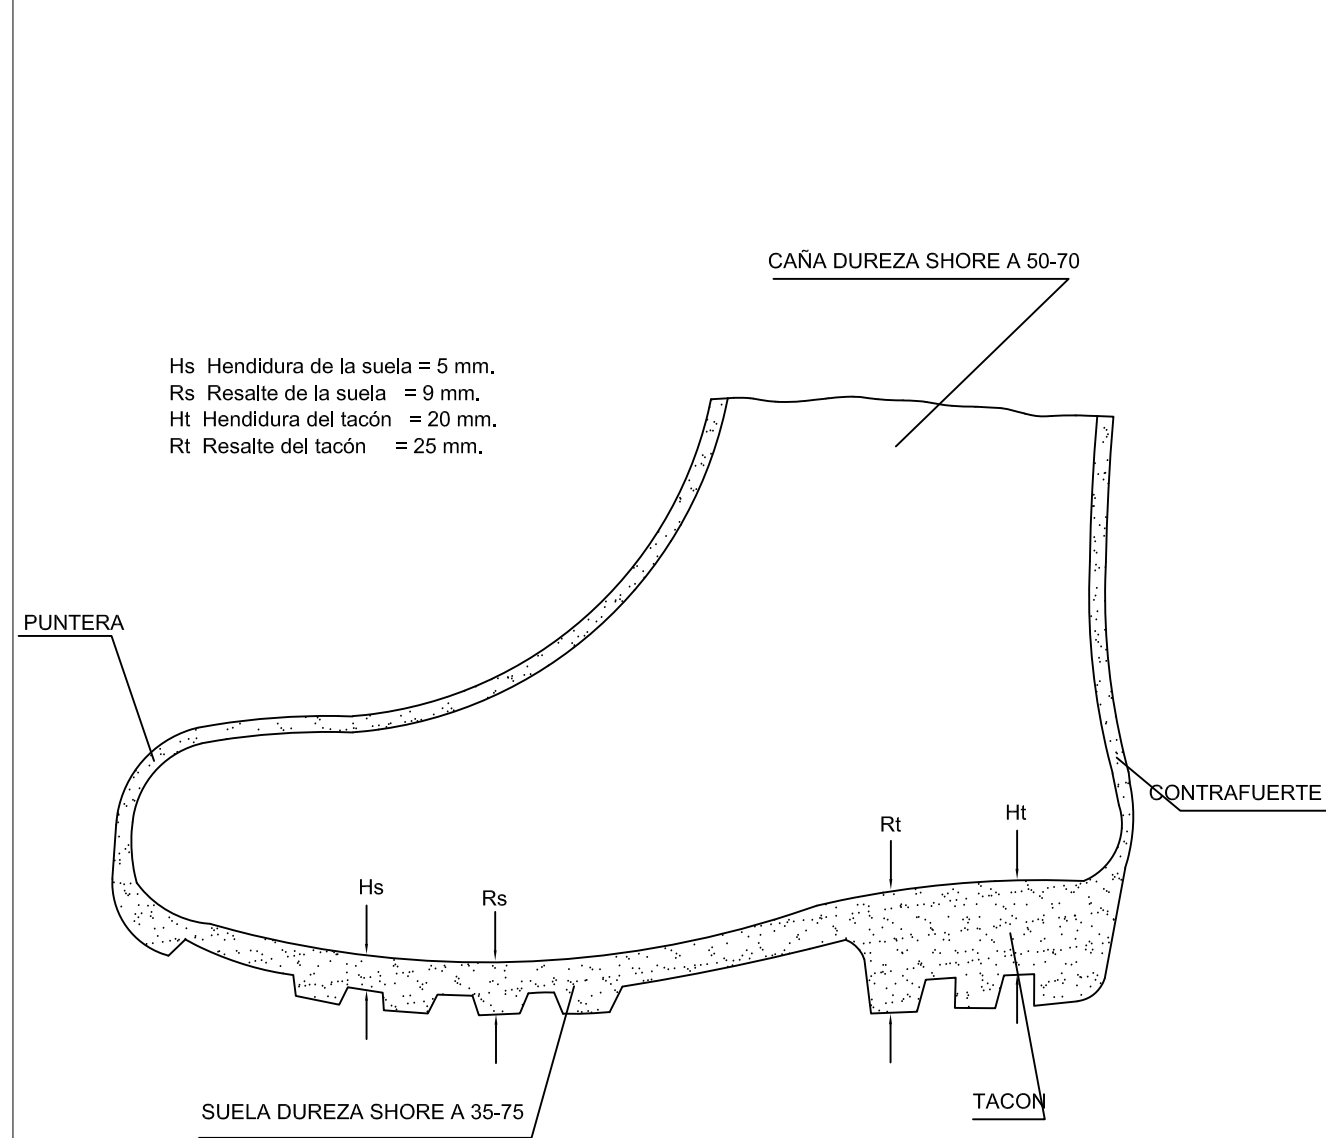 CAÑA DUREZA SHORE A 50-70
Hs Hendidura de la suela = 5 mm.
Rs Resalte de la suela = 9 mm.
Ht Hendidura del tacón = 20 mm.
Rt Resalte del tacón = 25 mm.
PUNTERA
CONTRAFUERTE
Rt
Ht
Hs
Rs
SUELA DUREZA SHORE A 35-75
TACON